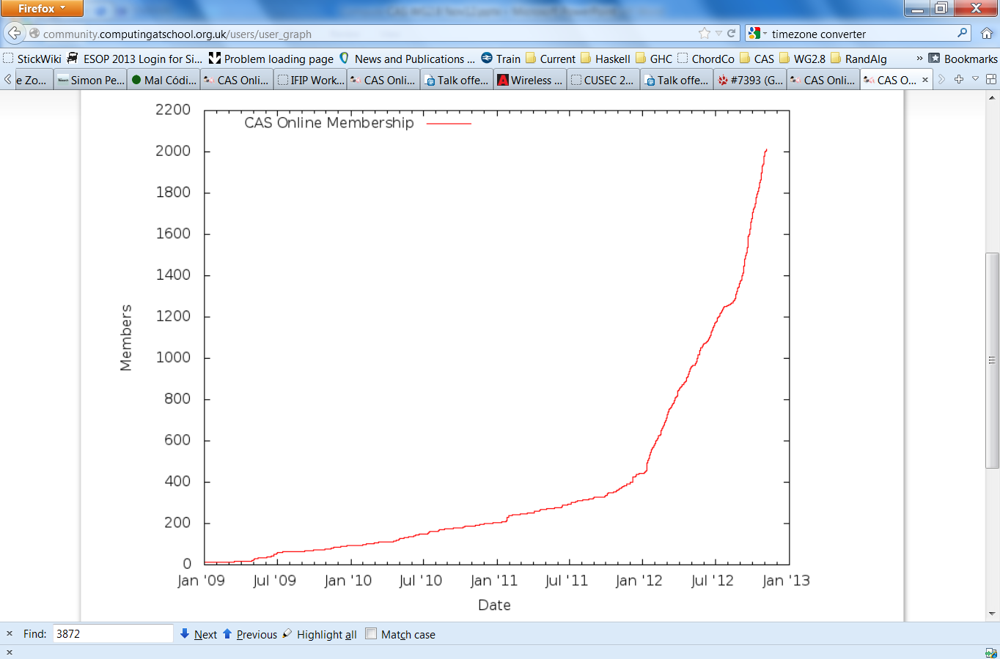 Firefox
community.computingatschool.org.uk/users/user_graph
timezone converter
StickWiki ESOP 2013 Login for Si... Problem loading page News and Publications ... Train Current Haskell GHC ChordCo CAS WG2.8 RandAlg » Bookmarks
e Zo... Simon Pe... Mal Códi... CAS Onli... IFIP Work... CAS Onli... Talk offe... Wireless ... CUSEC 2... Talk offe... #7393 (G... CAS Onli... CAS O...
2200
CAS Online Membership
2000
1800
1600
1400
1200
Members
1000
800
600
400
200
0
Jan '09 Jul '09 Jan '10 Jul '10 Jan '11 Jul '11 Jan '12 Jul '12 Jan '13
Date
Find: 3872 Next Previous Highlight all Match case